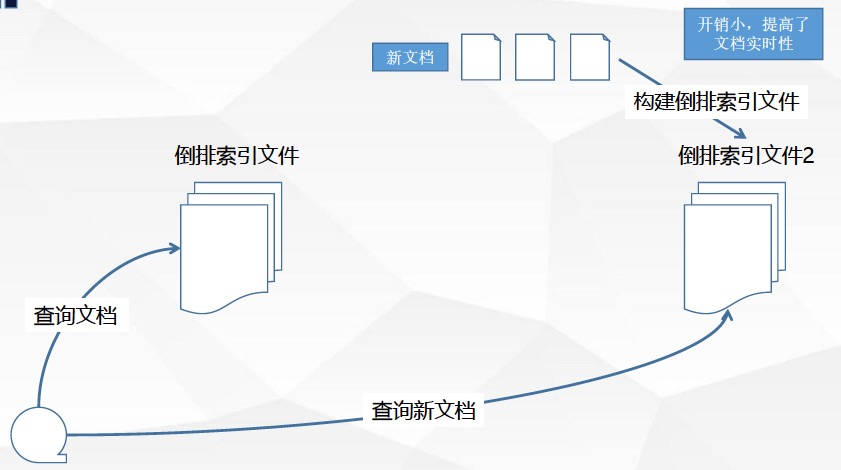 新文档
开销小，提高了
文档实时性
构建倒排索引文件
倒排索引文件
倒排索引文件2
查询文档
查询新文档